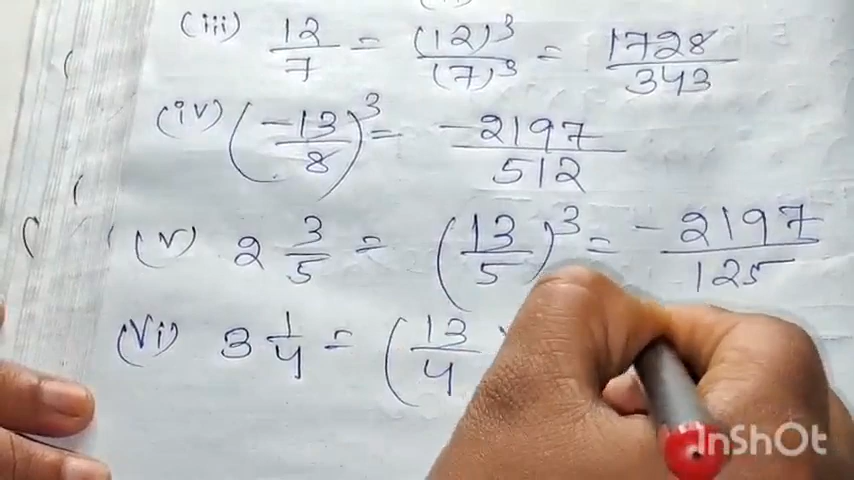 (iii) 12/7 = (12)³/(7)³ = 1728/343
(iv) (-13/8)³ = -2197/512
(v) 2 3/5 = (13/5)³ = -2197/125
(vi) 3 1/4 = (13/4
InShOt